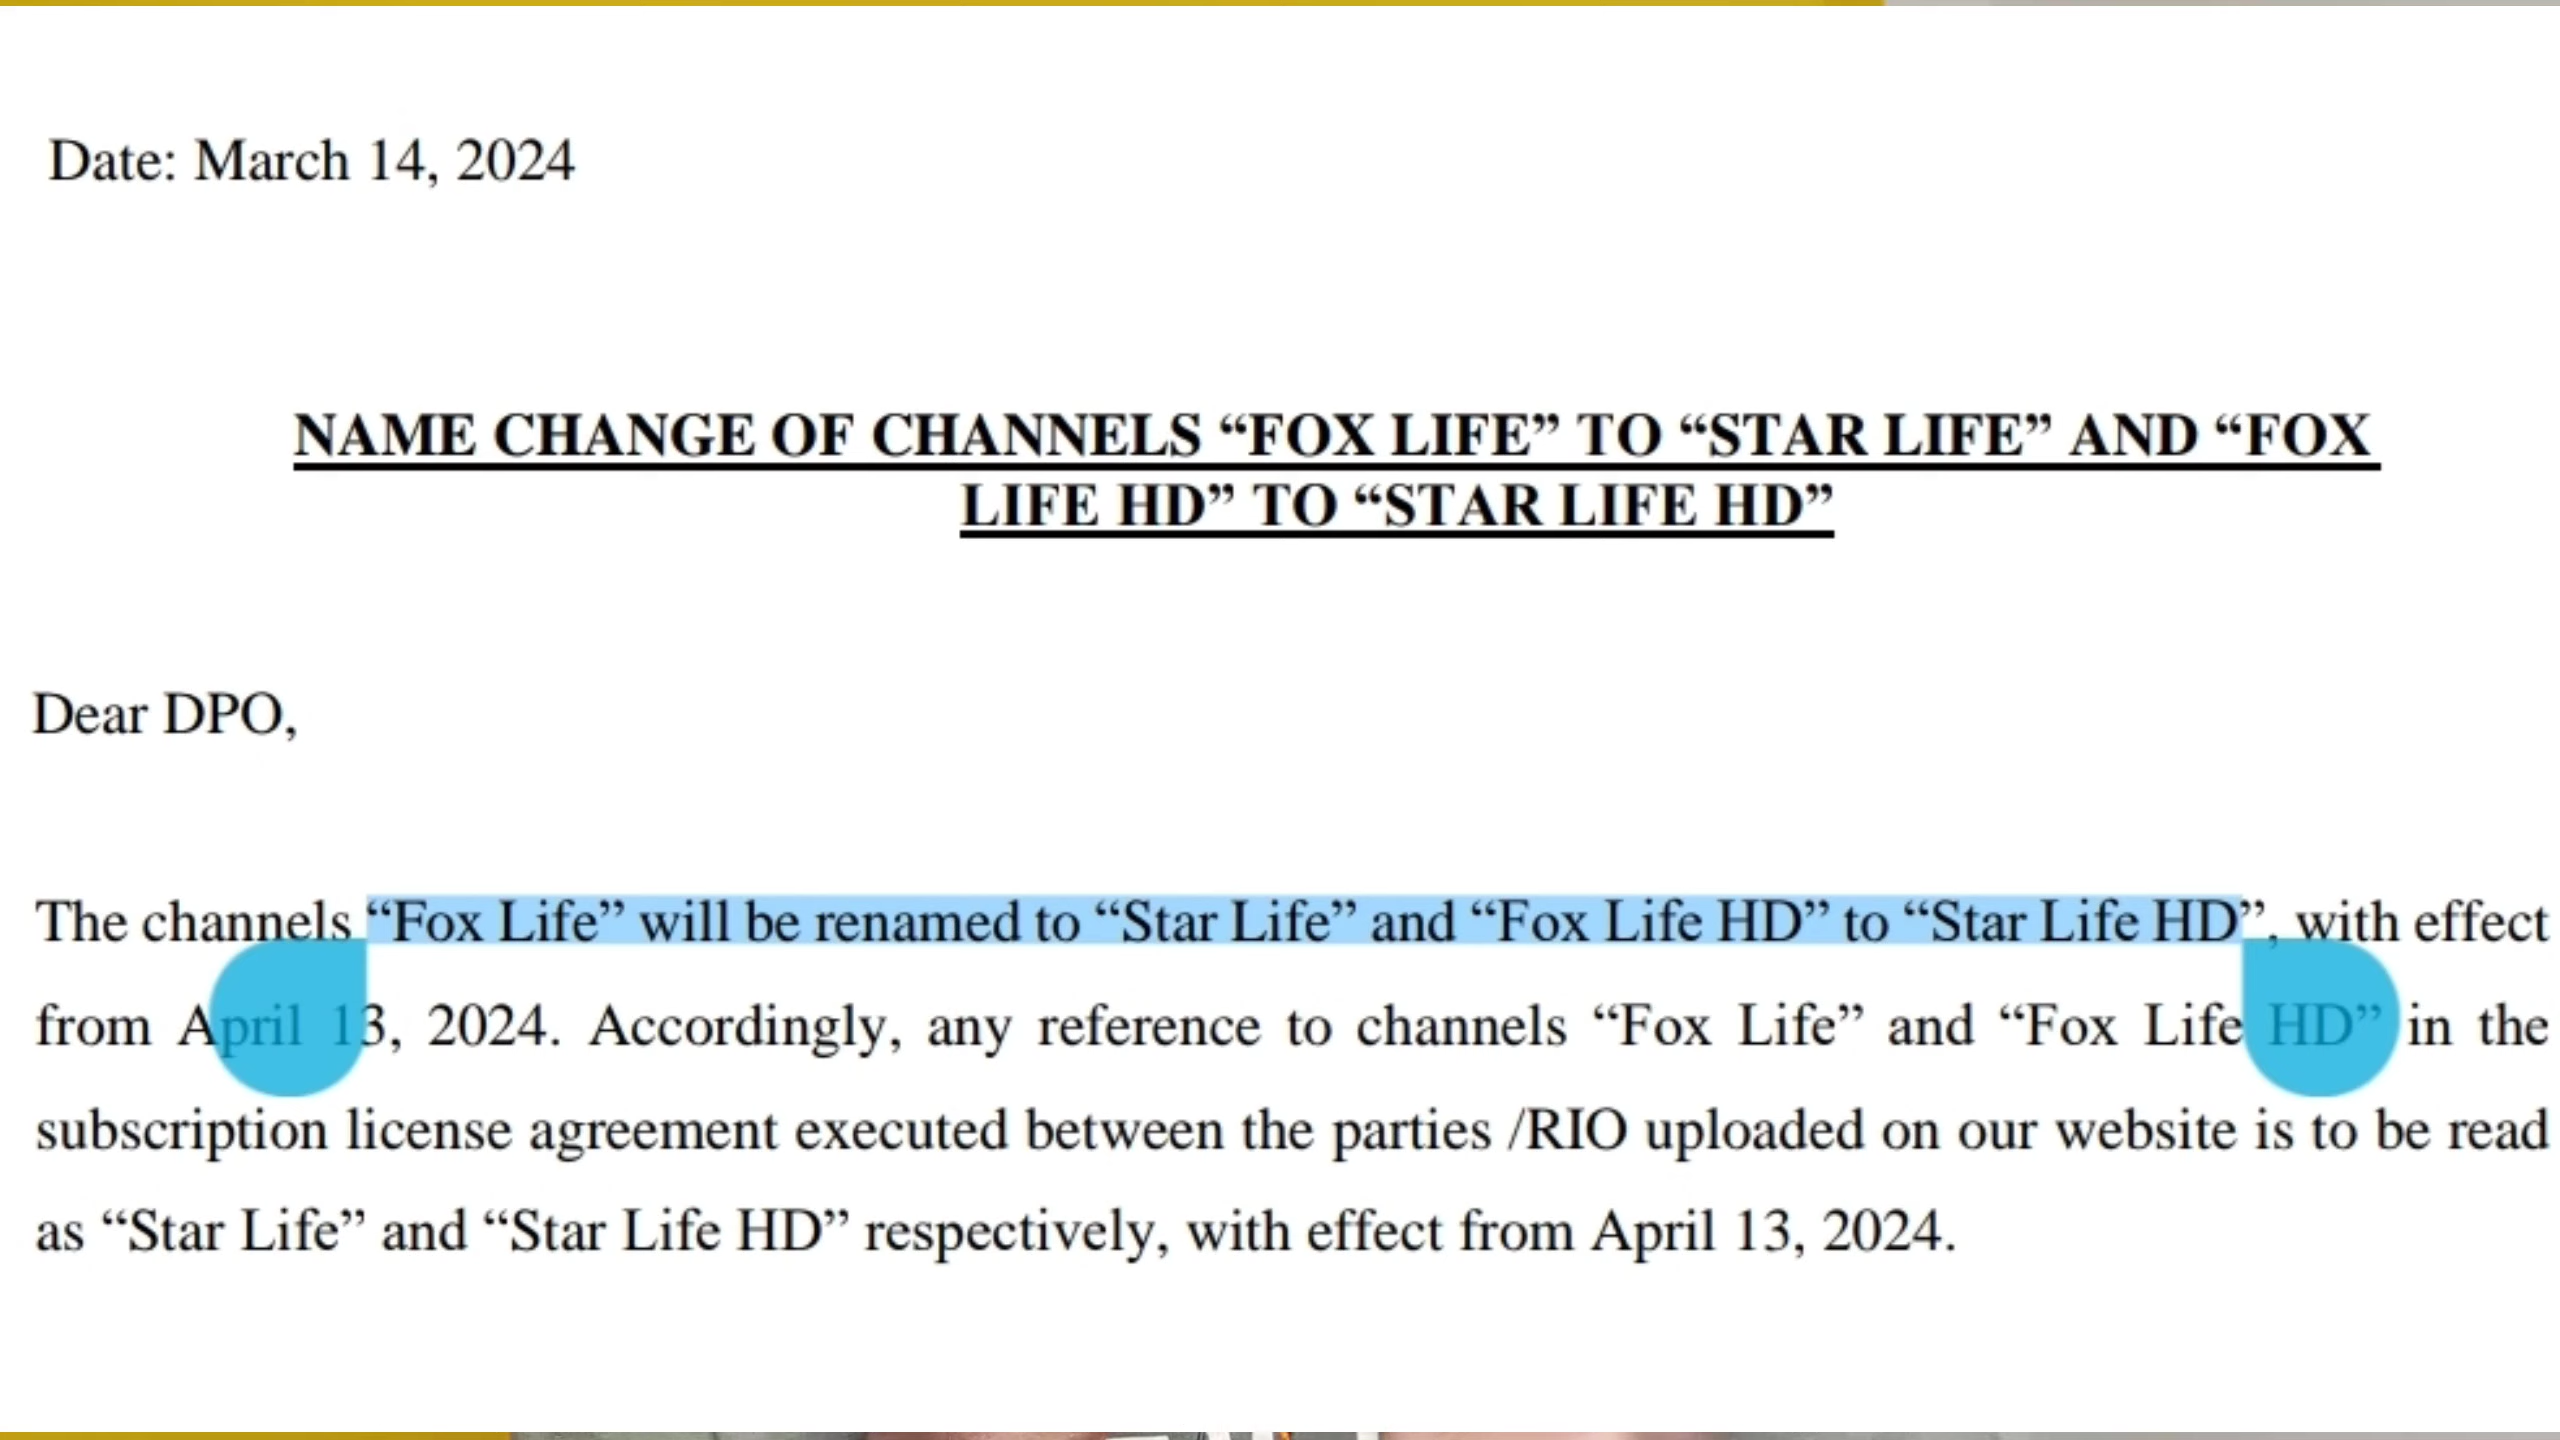 Date: March 14, 2024
NAME CHANGE OF CHANNELS “FOX LIFE” TO “STAR LIFE” AND “FOX
LIFE HD” TO “STAR LIFE HD”
Dear DPO,
The channels “Fox Life” will be renamed to “Star Life” and “Fox Life HD” to “Star Life HD”, with effect
from April 13, 2024. Accordingly, any reference to channels “Fox Life” and “Fox Life HD” in the
subscription license agreement executed between the parties /RIO uploaded on our website is to be read
as “Star Life” and “Star Life HD” respectively, with effect from April 13, 2024.